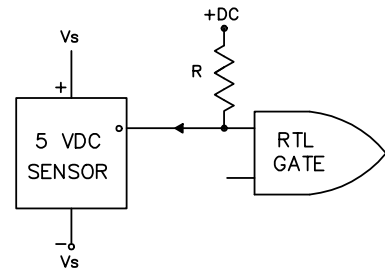 +DC
Vs
R
+
5 VDC
SENSOR
RTL
GATE
−
Vs